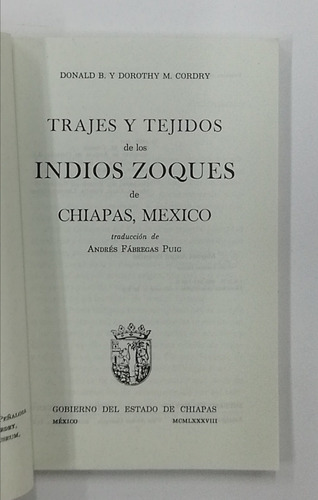 DONALD B. Y DOROTHY M. CORDRY
TRAJES Y TEJIDOS
de los
INDIOS ZOQUES
de
CHIAPAS, MEXICO
traducción de
ANDRÉS FÁBREGAS PUIG
GOBIERNO DEL ESTADO DE CHIAPAS
MÉXICO MCMLXXXVIII
PEÑALOSA